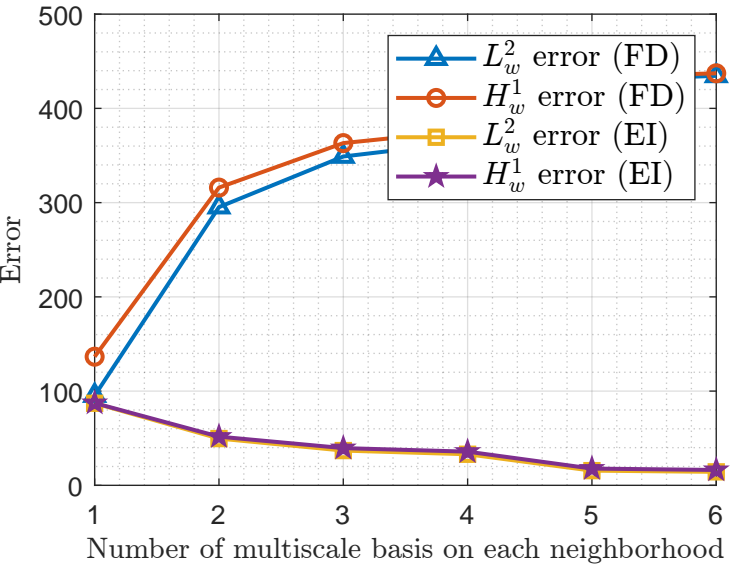 500
400
300
200
100
0
Error
L²_w error (FD)
H¹_w error (FD)
L²_w error (EI)
H¹_w error (EI)
1 2 3 4 5 6
Number of multiscale basis on each neighborhood